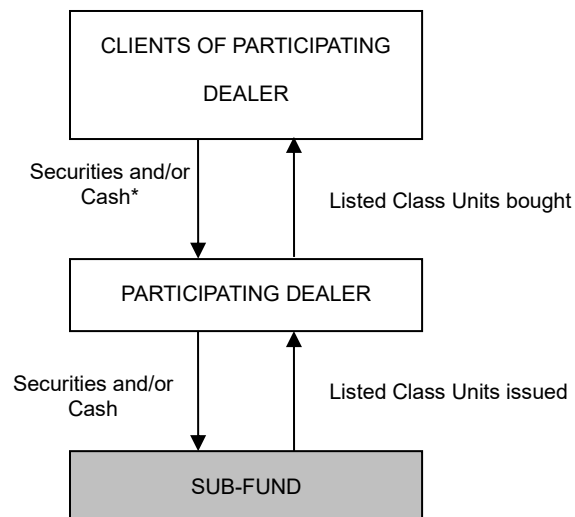 CLIENTS OF PARTICIPATING
DEALER
Securities and/or
Cash*
Listed Class Units bought
PARTICIPATING DEALER
Securities and/or
Cash
Listed Class Units issued
SUB-FUND